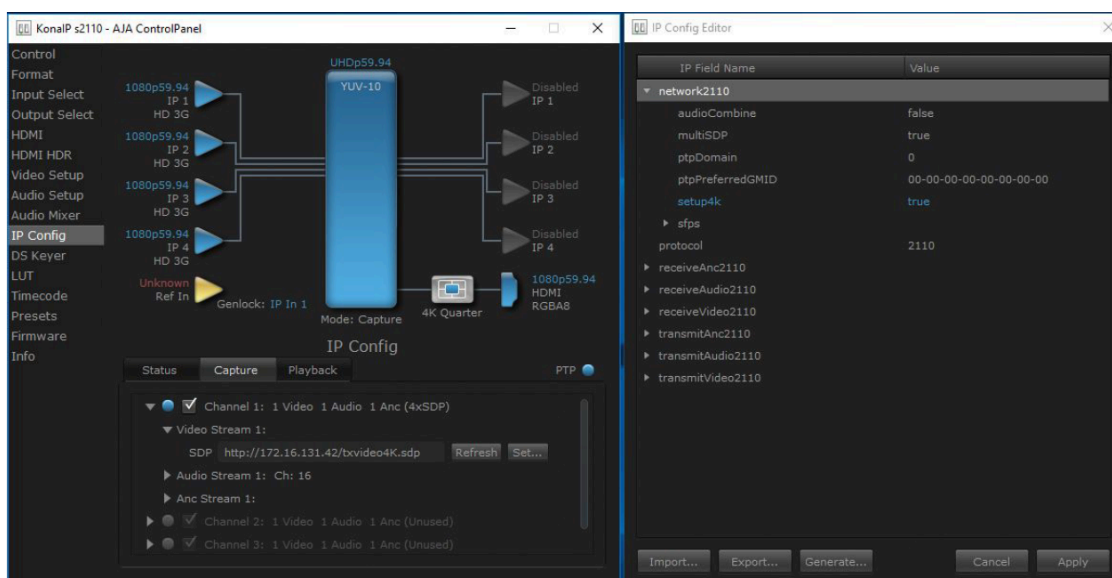 KonaIP s2110 - AJA ControlPanel
Control
Format
Input Select
Output Select
HDMI
HDMI HDR
Video Setup
Audio Setup
Audio Mixer
IP Config
DS Keyer
LUT
Timecode
Presets
Firmware
Info
UHDp59.94
YUV-10
1080p59.94
IP 1
HD 3G
1080p59.94
IP 2
HD 3G
1080p59.94
IP 3
HD 3G
1080p59.94
IP 4
HD 3G
Unknown
Ref In
Genlock: IP In 1
Mode: Capture
Disabled
IP 1
Disabled
IP 2
Disabled
IP 3
Disabled
IP 4
4K Quarter
1080p59.94
HDMI
RGBA8
IP Config
Status Capture Playback PTP
Channel 1: 1 Video 1 Audio 1 Anc (4xSDP)
Video Stream 1:
SDP http://172.16.131.42/txvideo4K.sdp Refresh Set...
Audio Stream 1: Ch: 16
Anc Stream 1:
Channel 2: 1 Video 1 Audio 1 Anc (Unused)
Channel 3: 1 Video 1 Audio 1 Anc (Unused)
IP Config Editor
IP Field Name Value
network2110
audioCombine false
multiSDP true
ptpDomain 0
ptpPreferredGMID 00-00-00-00-00-00-00-00
setup4k true
sfps
protocol 2110
receiveAnc2110
receiveAudio2110
receiveVideo2110
transmitAnc2110
transmitAudio2110
transmitVideo2110
Import... Export... Generate... Cancel Apply